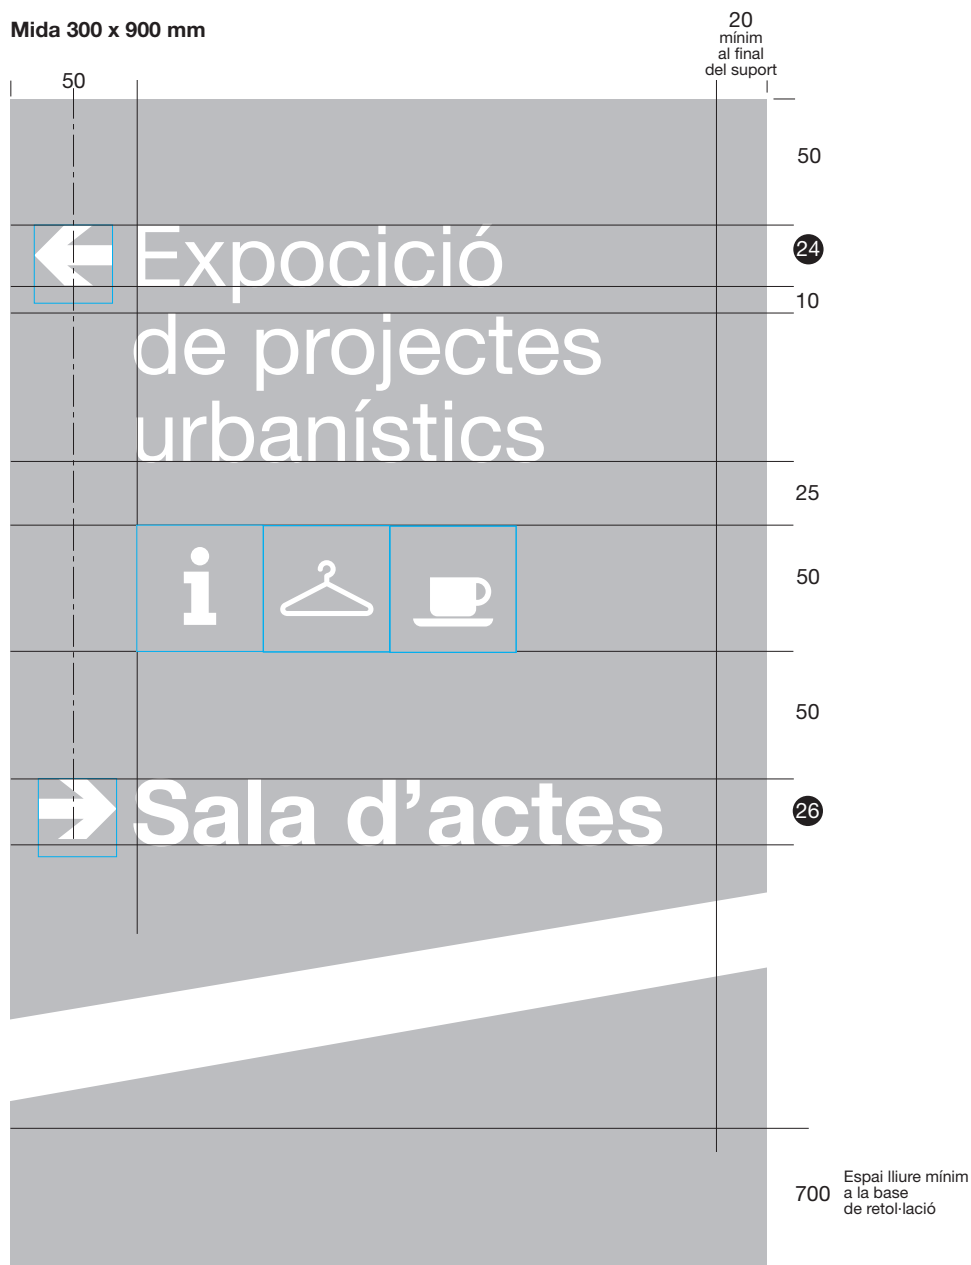 Mida 300 x 900 mm
20
mínim
al final
del suport
50
50
Expocició
24
10
de projectes
urbanístics
25
50
50
Sala d’actes
26
700
Espai lliure mínim
a la base
de retol·lació